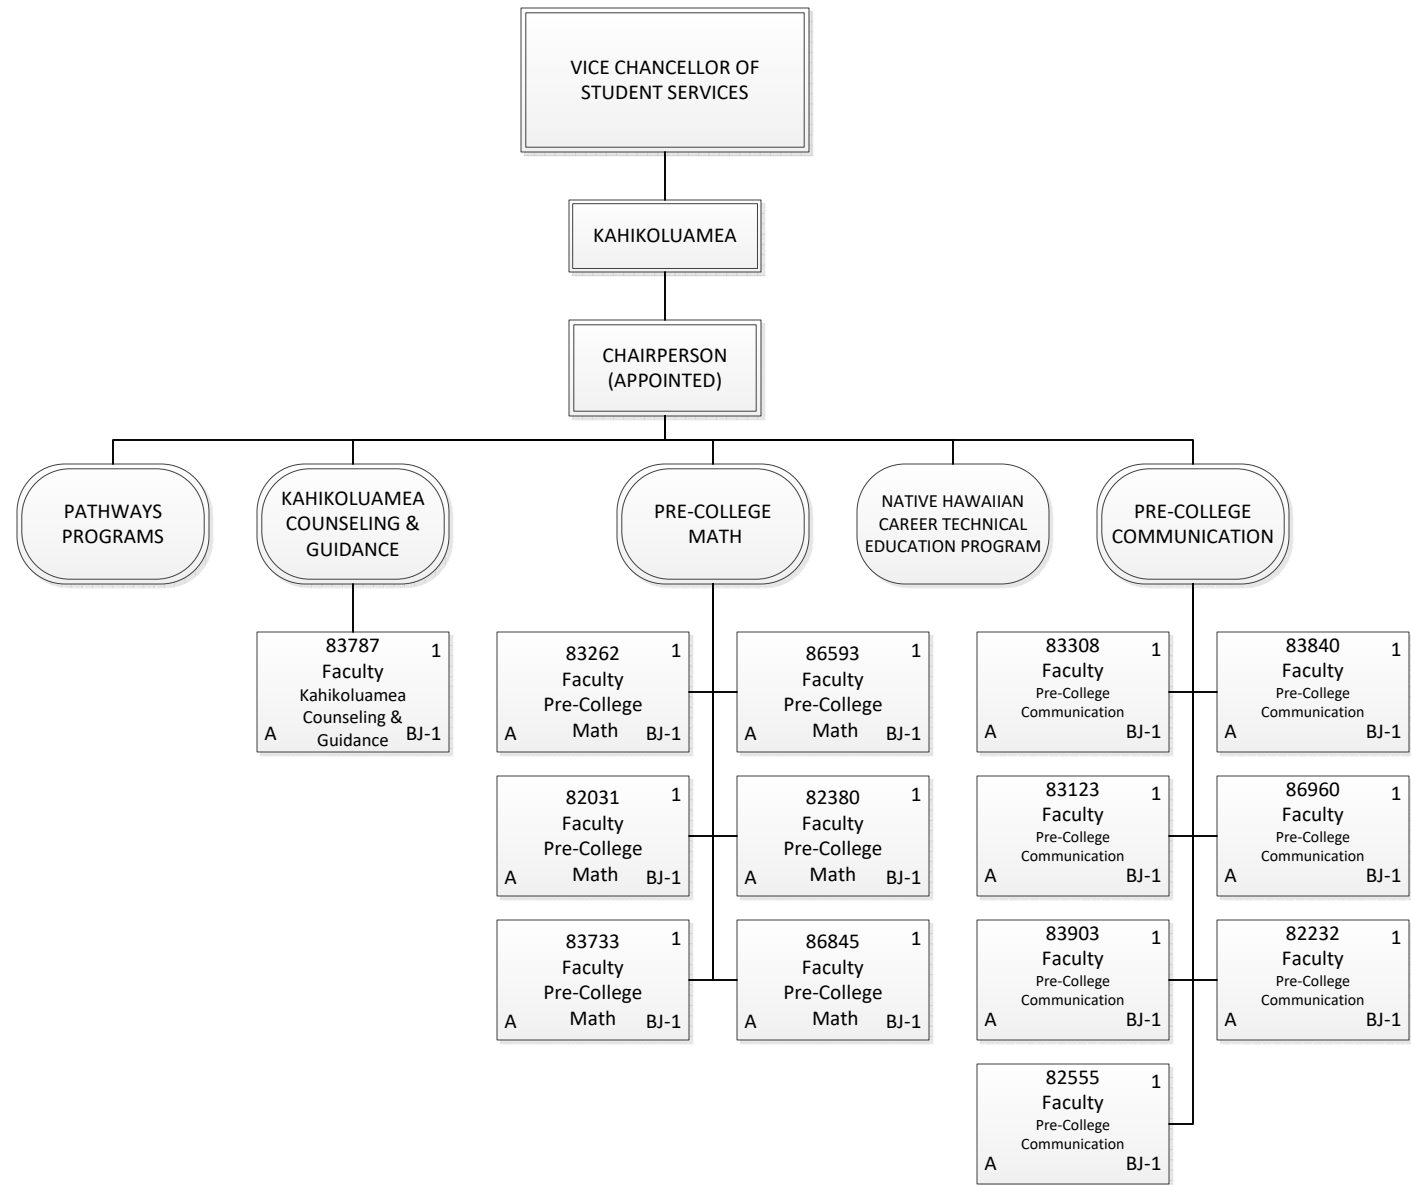 VICE CHANCELLOR OF
STUDENT SERVICES
KAHIKOLUAMEA
CHAIRPERSON
(APPOINTED)
PATHWAYS
PROGRAMS
KAHIKOLUAMEA
COUNSELING &
GUIDANCE
PRE-COLLEGE
MATH
NATIVE HAWAIIAN
CAREER TECHNICAL
EDUCATION PROGRAM
PRE-COLLEGE
COMMUNICATION
83787 1
Faculty
Kahikoluamea
Counseling &
A Guidance BJ-1
83262 1
Faculty
Pre-College
A Math BJ-1
86593 1
Faculty
Pre-College
A Math BJ-1
82031 1
Faculty
Pre-College
A Math BJ-1
82380 1
Faculty
Pre-College
A Math BJ-1
83733 1
Faculty
Pre-College
A Math BJ-1
86845 1
Faculty
Pre-College
A Math BJ-1
83308 1
Faculty
Pre-College
Communication
A BJ-1
83840 1
Faculty
Pre-College
Communication
A BJ-1
83123 1
Faculty
Pre-College
Communication
A BJ-1
86960 1
Faculty
Pre-College
Communication
A BJ-1
83903 1
Faculty
Pre-College
Communication
A BJ-1
82232 1
Faculty
Pre-College
Communication
A BJ-1
82555 1
Faculty
Pre-College
Communication
A BJ-1